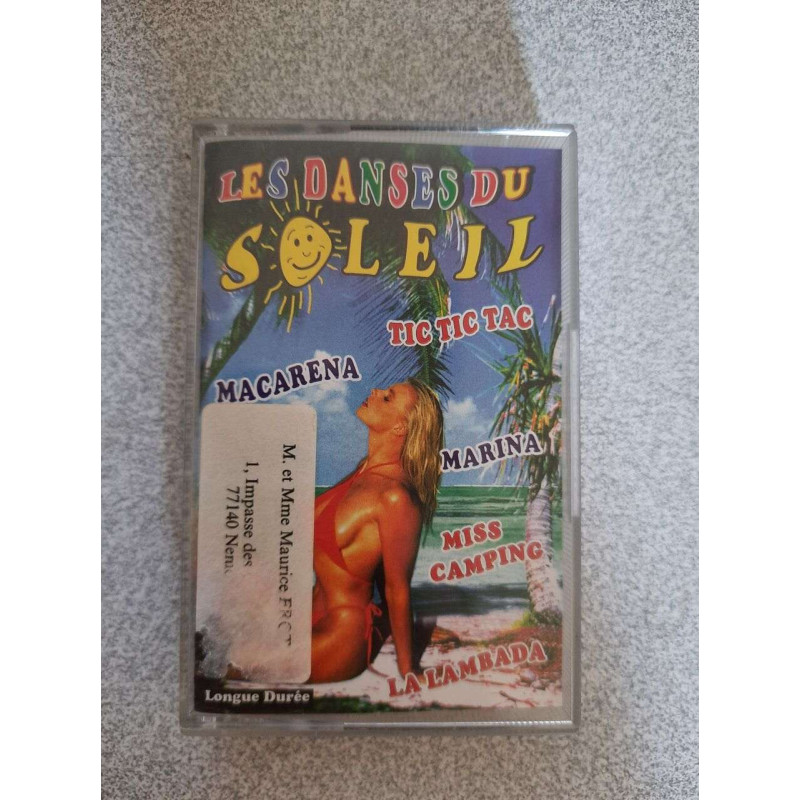 LES DANSES DU
SOLEIL
TIC TIC TAC
MACARENA
MARINA
MISS
CAMPING
LA LAMBADA
M. et Mme Maurice
1, Impasse des
77140
Longue Durée